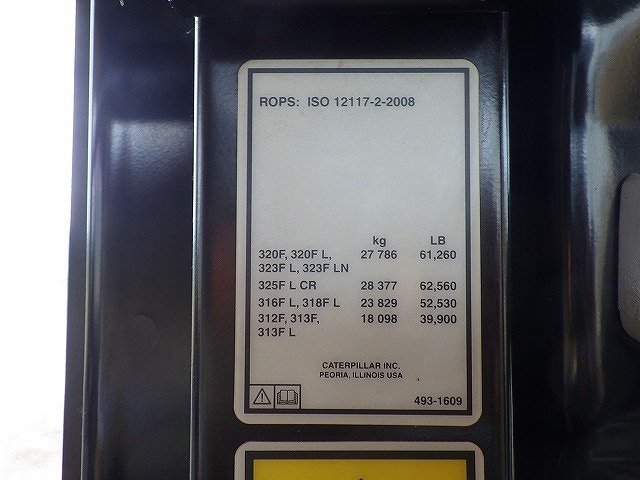 ROPS: ISO 12117-2-2008
kg LB
320F, 320F L, 27 786 61,260
323F L, 323F LN
325F L CR 28 377 62,560
316F L, 318F L 23 829 52,530
312F, 313F, 18 098 39,900
313F L
CATERPILLAR INC.
PEORIA, ILLINOIS USA
493-1609